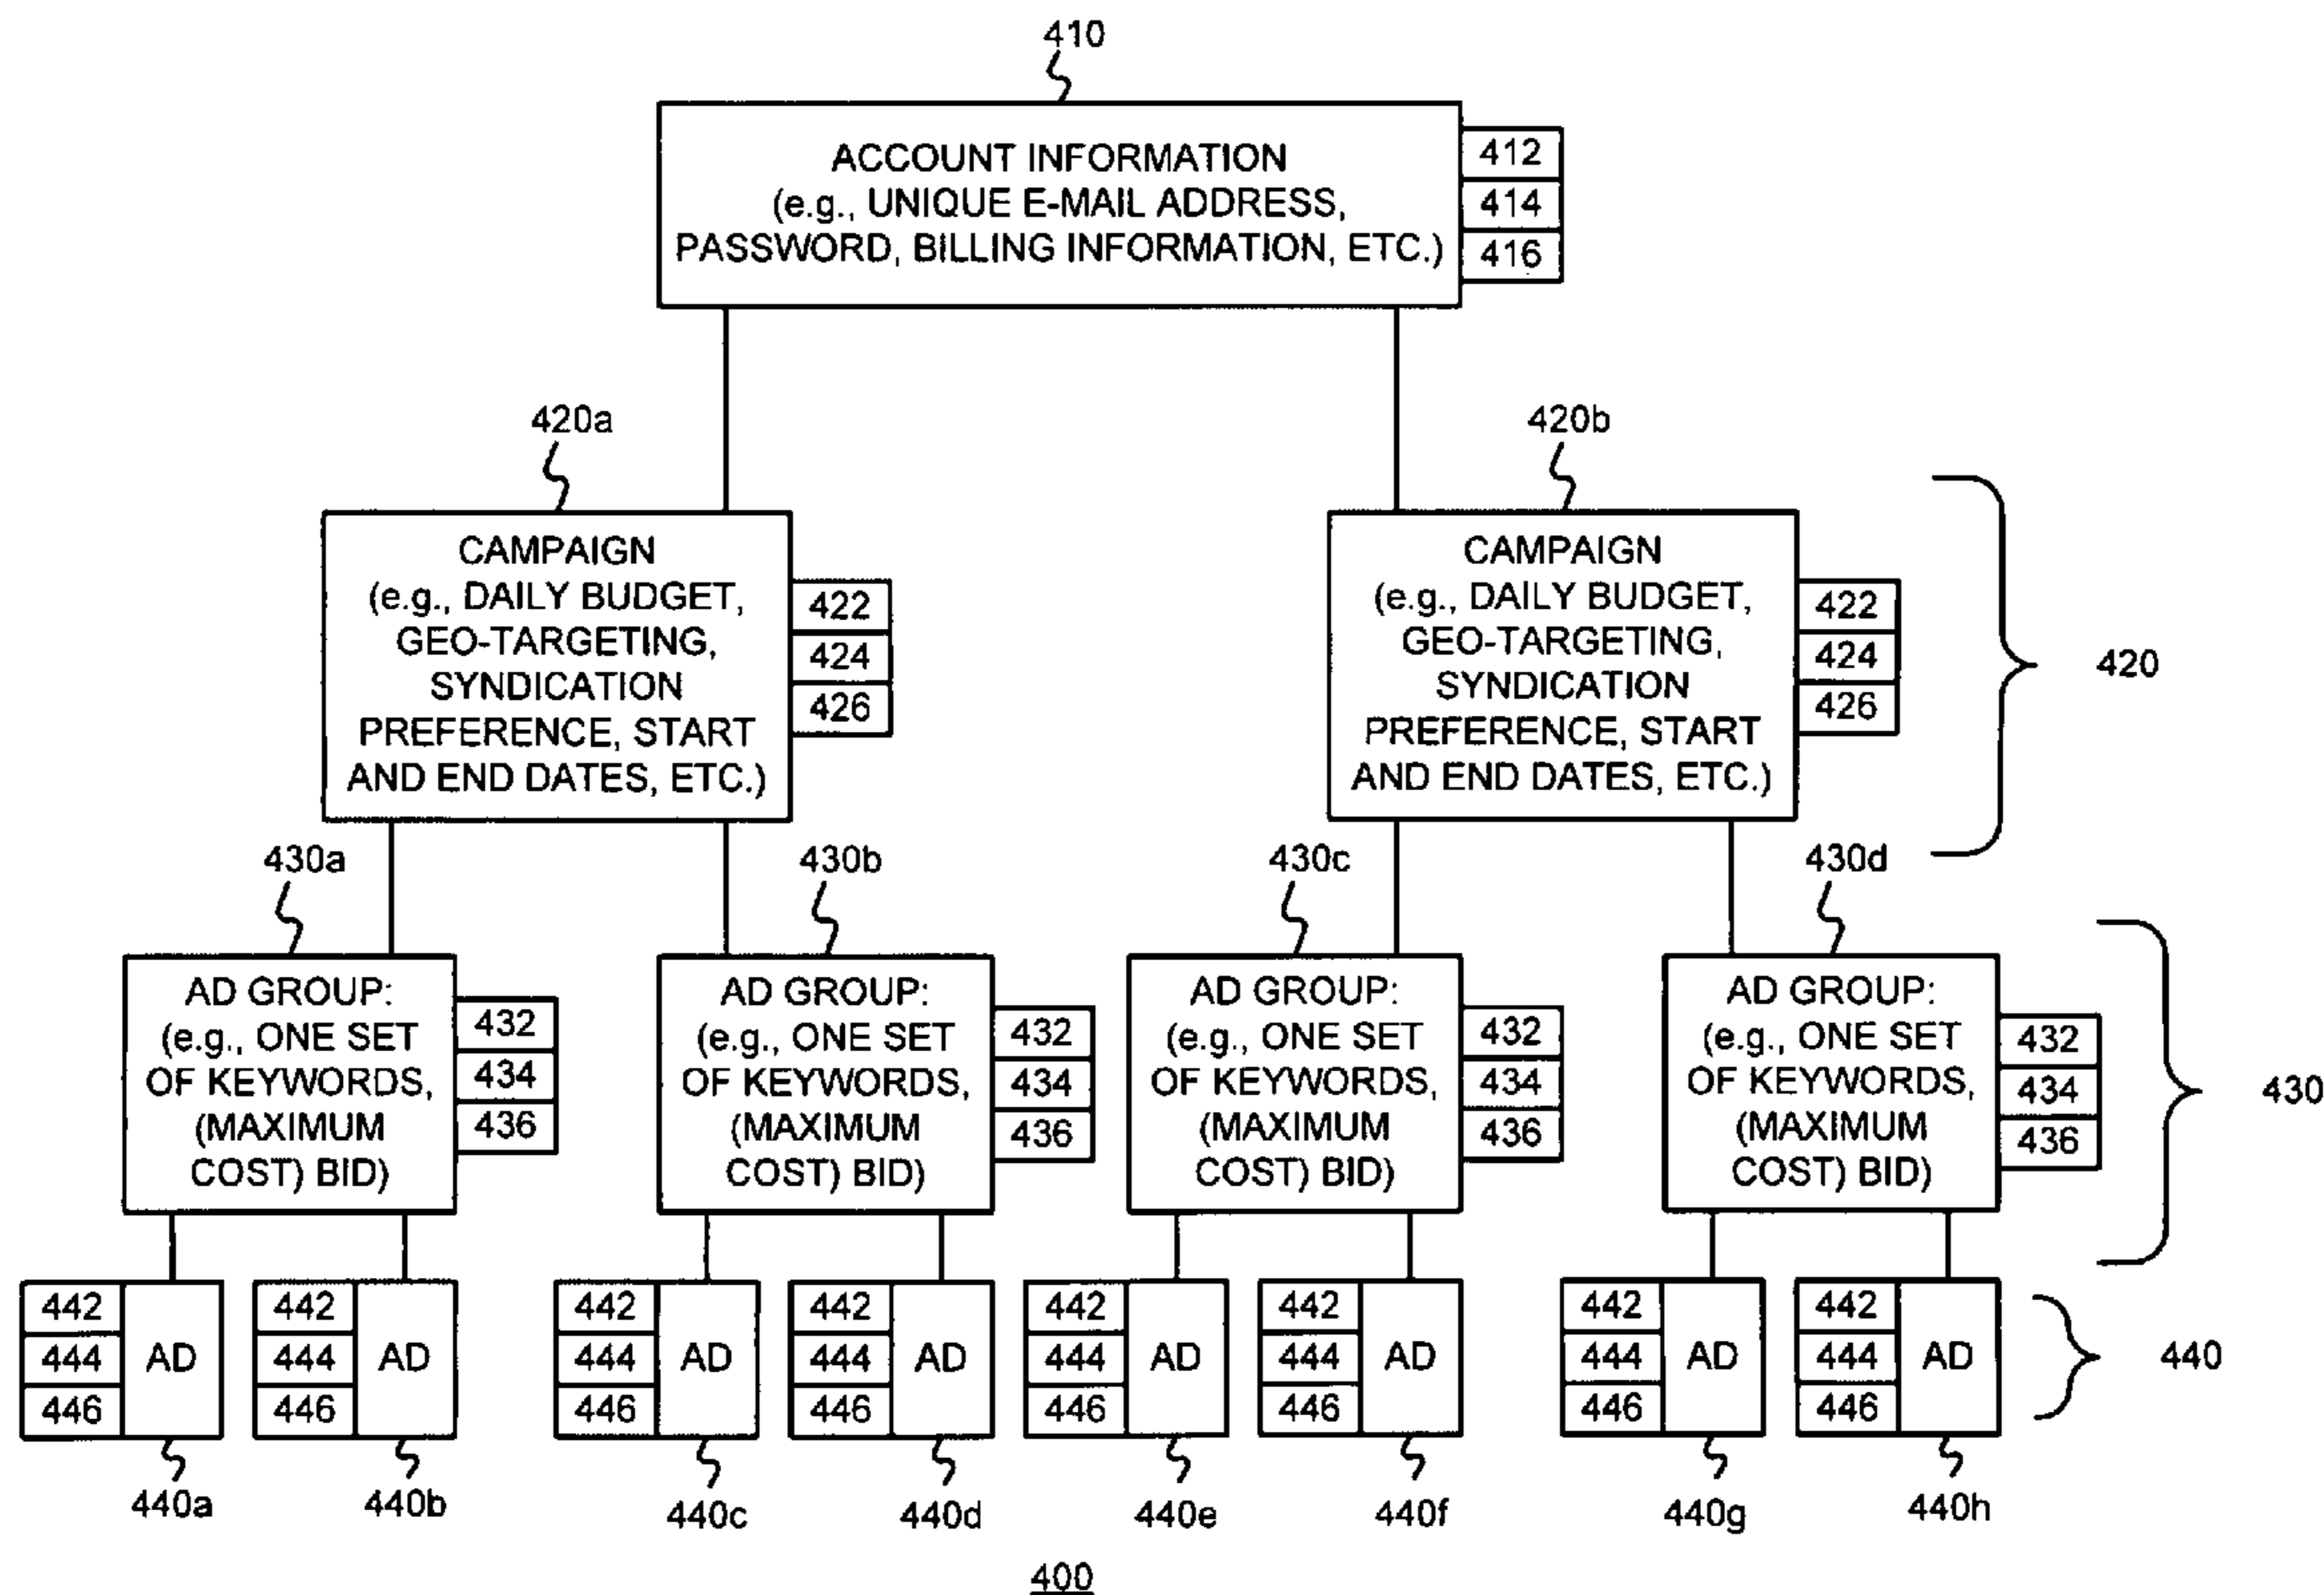 410
ACCOUNT INFORMATION
(e.g., UNIQUE E-MAIL ADDRESS,
PASSWORD, BILLING INFORMATION, ETC.)
412
414
416
420a
CAMPAIGN
(e.g., DAILY BUDGET,
GEO-TARGETING,
SYNDICATION
PREFERENCE, START
AND END DATES, ETC.)
422
424
426
420b
CAMPAIGN
(e.g., DAILY BUDGET,
GEO-TARGETING,
SYNDICATION
PREFERENCE, START
AND END DATES, ETC.)
422
424
426
420
430a
AD GROUP:
(e.g., ONE SET
OF KEYWORDS,
(MAXIMUM
COST) BID)
432
434
436
430b
AD GROUP:
(e.g., ONE SET
OF KEYWORDS,
(MAXIMUM
COST) BID)
432
434
436
430c
AD GROUP:
(e.g., ONE SET
OF KEYWORDS,
(MAXIMUM
COST) BID)
432
434
436
430d
AD GROUP:
(e.g., ONE SET
OF KEYWORDS,
(MAXIMUM
COST) BID)
432
434
436
430
442
444
446
AD
440a
442
444
446
AD
440b
442
444
446
AD
440c
442
444
446
AD
440d
442
444
446
AD
440e
442
444
446
AD
440f
442
444
446
AD
440g
442
444
446
AD
440h
440
400